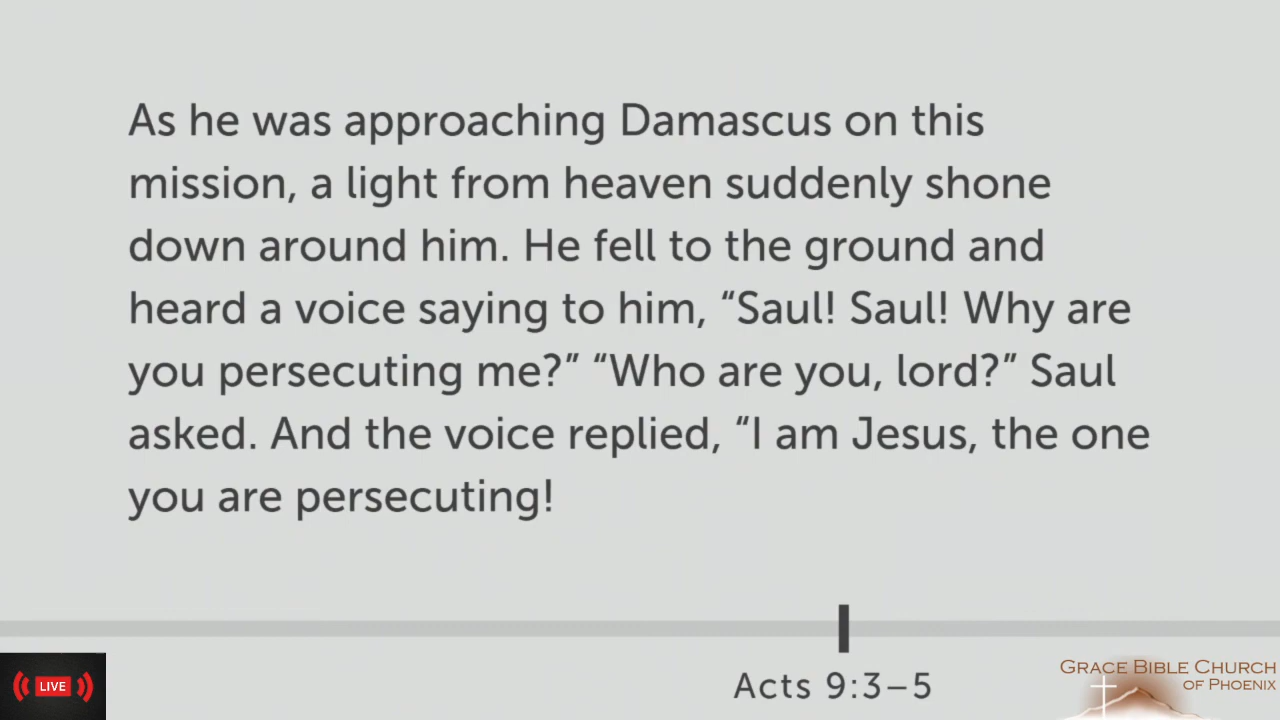 As he was approaching Damascus on this
mission, a light from heaven suddenly shone
down around him. He fell to the ground and
heard a voice saying to him, “Saul! Saul! Why are
you persecuting me?” “Who are you, lord?” Saul
asked. And the voice replied, “I am Jesus, the one
you are persecuting!
Acts 9:3–5
LIVE
GRACE BIBLE CHURCH
OF PHOENIX